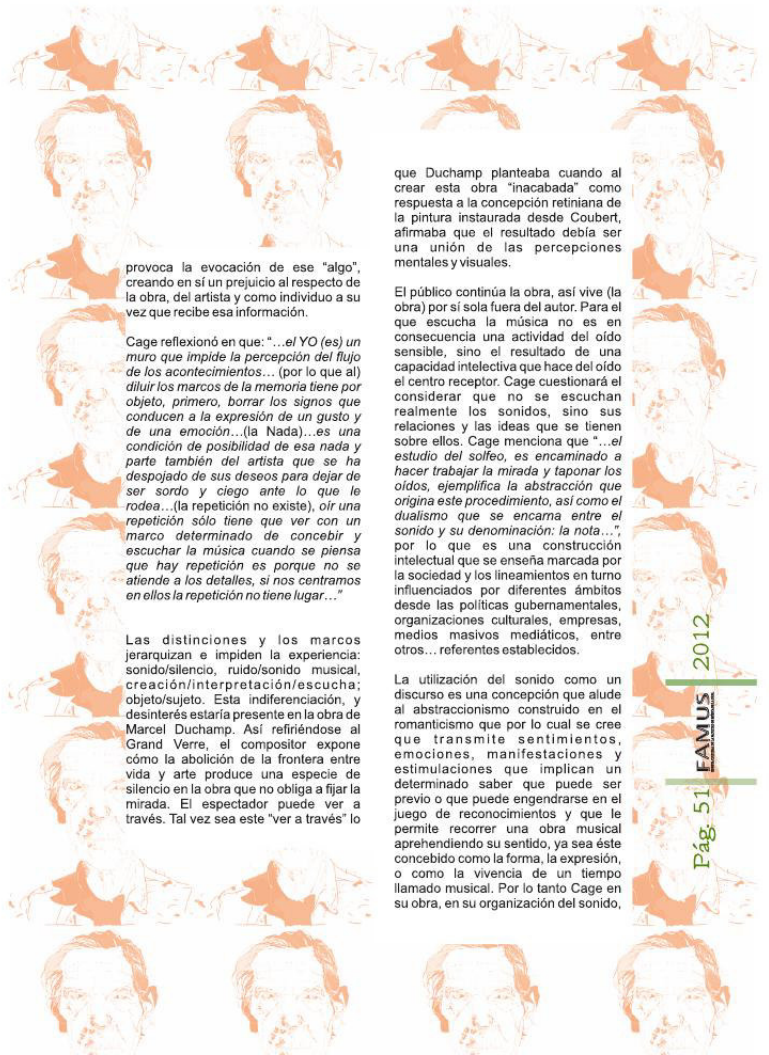 provoca la evocación de ese “algo”,
creando en sí un prejuicio al respecto de
la obra, del artista y como individuo a su
vez que recibe esa información.
Cage reflexionó en que: “…el YO (es) un
muro que impide la percepción del flujo
de los acontecimientos… (por lo que al)
diluir los marcos de la memoria tiene por
objeto, primero, borrar los signos que
conducen a la expresión de un gusto y
de una emoción…(la Nada)…es una
condición de posibilidad de esa nada y
parte también del artista que se ha
despojado de sus deseos para dejar de
ser sordo y ciego ante lo que le
rodea…(la repetición no existe), oír una
repetición sólo tiene que ver con un
marco determinado de concebir y
escuchar la música cuando se piensa
que hay repetición es porque no se
atiende a los detalles, si nos centramos
en ellos la repetición no tiene lugar…”
Las distinciones y los marcos
jerarquizan e impiden la experiencia:
sonido/silencio, ruido/sonido musical,
creación/interpretación/escucha;
objeto/sujeto. Esta indiferenciación, y
desinterés estaría presente en la obra de
Marcel Duchamp. Así refiriéndose al
Grand Verre, el compositor expone
cómo la abolición de la frontera entre
vida y arte produce una especie de
silencio en la obra que no obliga a fijar la
mirada. El espectador puede ver a
través. Tal vez sea este “ver a través” lo
que Duchamp planteaba cuando al
crear esta obra “inacabada” como
respuesta a la concepción retiniana de
la pintura instaurada desde Coubert,
afirmaba que el resultado debía ser
una unión de las percepciones
mentales y visuales.
El público continúa la obra, así vive (la
obra) por sí sola fuera del autor. Para el
que escucha la música no es en
consecuencia una actividad del oído
sensible, sino el resultado de una
capacidad intelectiva que hace del oído
el centro receptor. Cage cuestionará el
considerar que no se escuchan
realmente los sonidos, sino sus
relaciones y las ideas que se tienen
sobre ellos. Cage menciona que “…el
estudio del solfeo, es encaminado a
hacer trabajar la mirada y taponar los
oídos, ejemplifica la abstracción que
origina este procedimiento, así como el
dualismo que se encarna entre el
sonido y su denominación: la nota…”,
por lo que es una construcción
intelectual que se enseña marcada por
la sociedad y los lineamientos en turno
influenciados por diferentes ámbitos
desde las políticas gubernamentales,
organizaciones culturales, empresas,
medios masivos mediáticos, entre
otros… referentes establecidos.
La utilización del sonido como un
discurso es una concepción que alude
al abstraccionismo construido en el
romanticismo que por lo cual se cree
que transmite sentimientos,
emociones, manifestaciones y
estimulaciones que implican un
determinado saber que puede ser
previo o que puede engendrarse en el
juego de reconocimientos y que le
permite recorrer una obra musical
aprehendiendo su sentido, ya sea éste
concebido como la forma, la expresión,
o como la vivencia de un tiempo
llamado musical. Por lo tanto Cage en
su obra, en su organización del sonido,
Pág. 51 FAMUS 2012